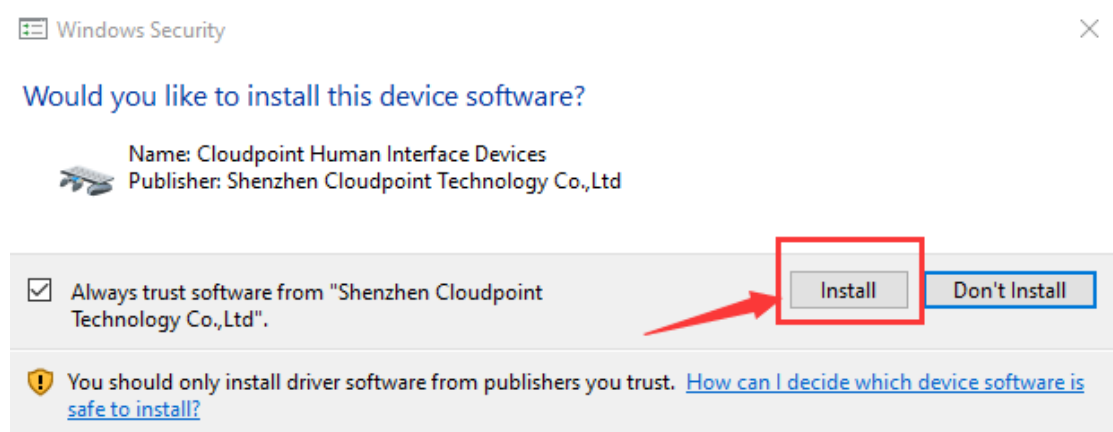 Windows Security
Would you like to install this device software?
Name: Cloudpoint Human Interface Devices
Publisher: Shenzhen Cloudpoint Technology Co.,Ltd
Always trust software from "Shenzhen Cloudpoint
Technology Co.,Ltd".
Install
Don't Install
You should only install driver software from publishers you trust. How can I decide which device software is
safe to install?